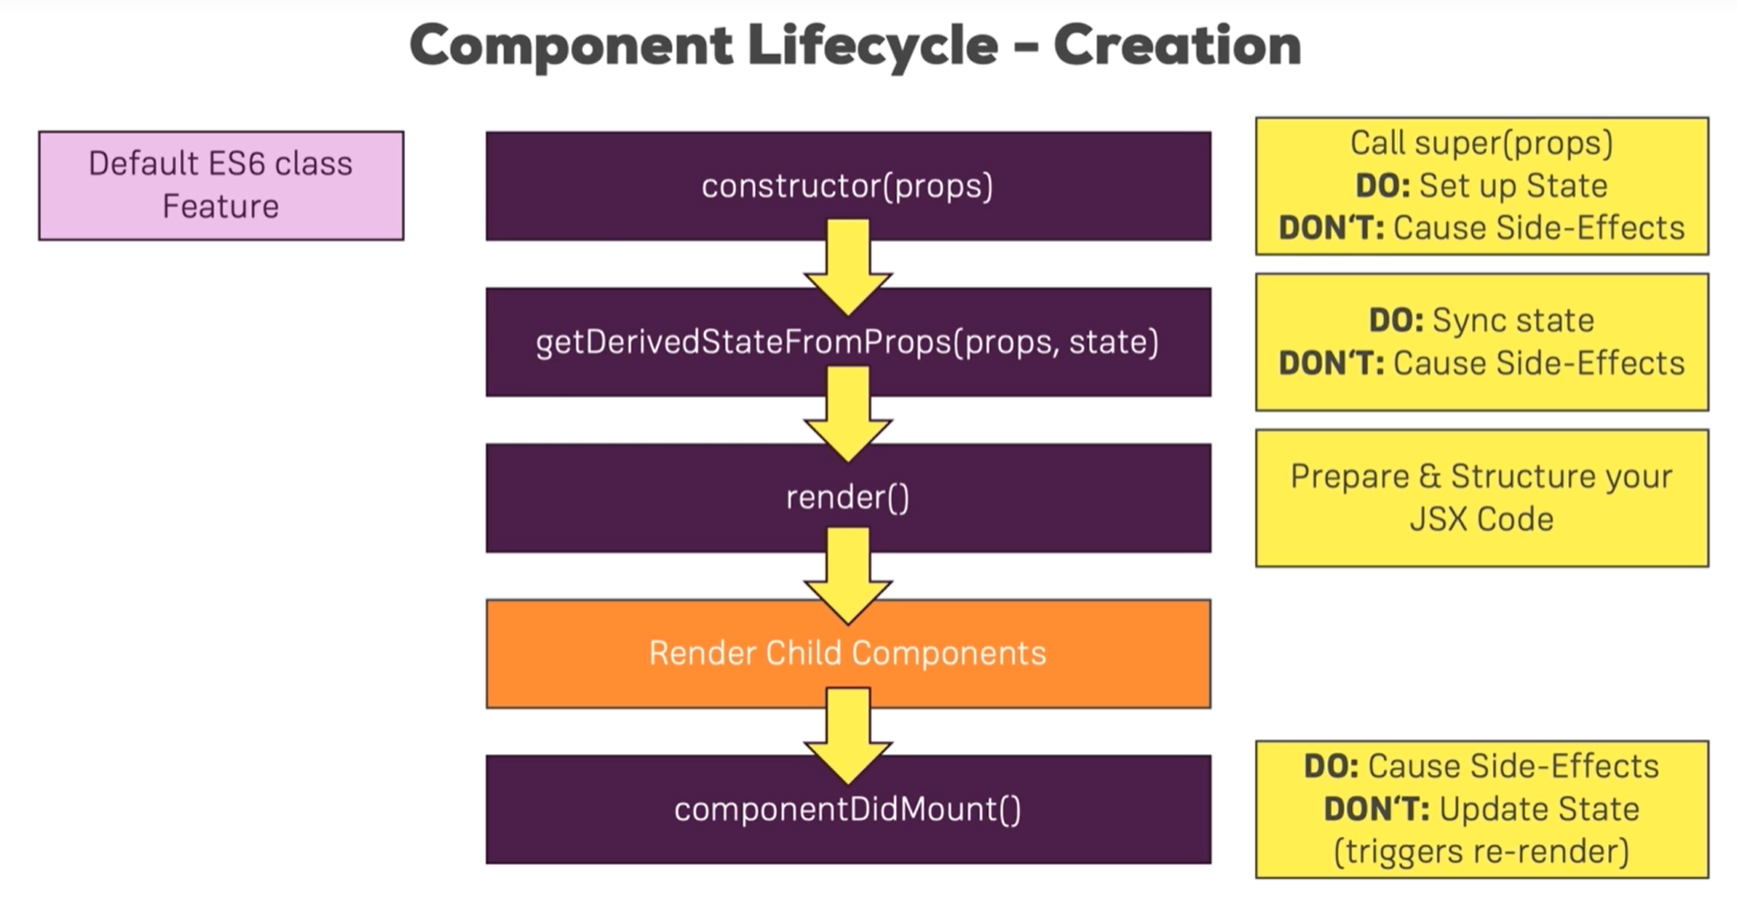 Component Lifecycle – Creation
Default ES6 class
Feature
constructor(props)
Call super(props)
DO: Set up State
DON‘T: Cause Side-Effects
getDerivedStateFromProps(props, state)
DO: Sync state
DON‘T: Cause Side-Effects
render()
Prepare & Structure your
JSX Code
Render Child Components
componentDidMount()
DO: Cause Side-Effects
DON‘T: Update State
(triggers re-render)